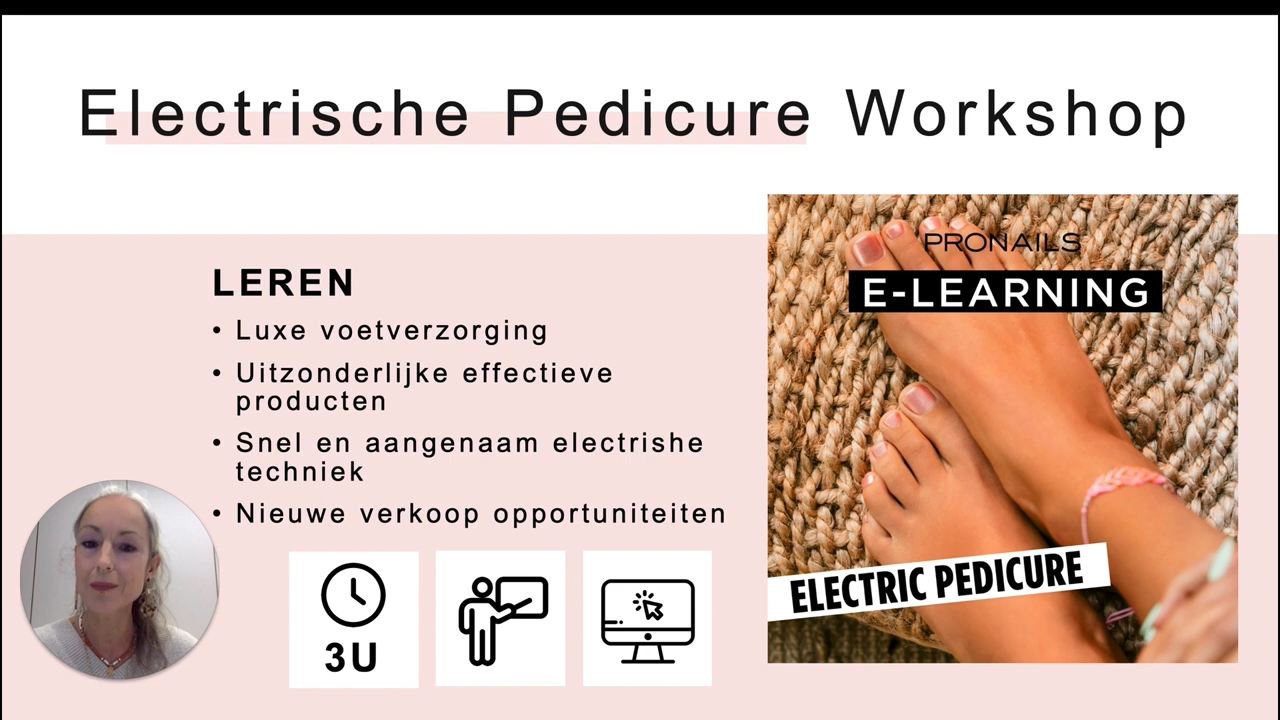 Electrische Pedicure Workshop
LEREN
• Luxe voetverzorging
• Uitzonderlijke effectieve
producten
• Snel en aangenaam electrishe
techniek
• Nieuwe verkoop opportuniteiten
3U
PRONAILS
E-LEARNING
ELECTRIC PEDICURE